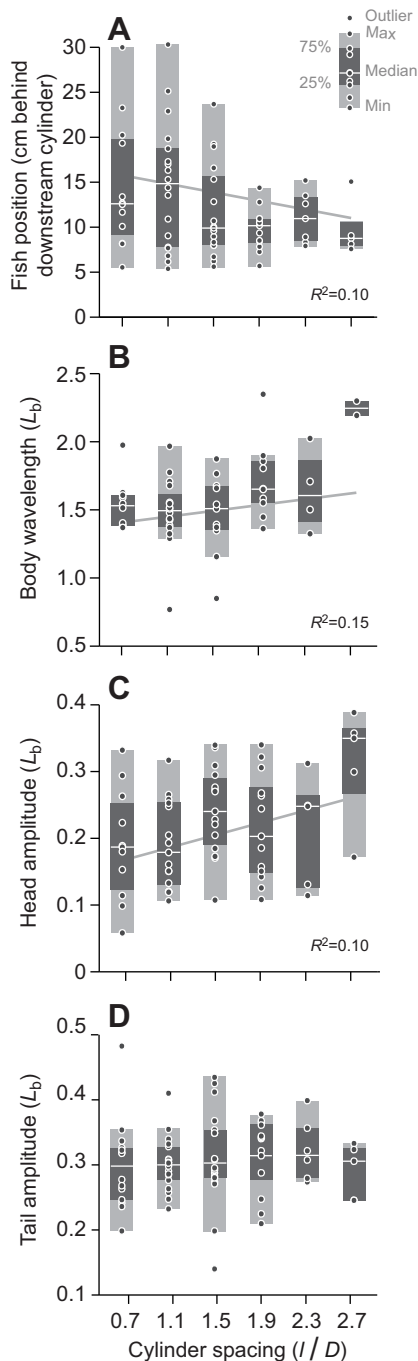 A
Outlier
Max
75%
Median
25%
Min
30
25
20
15
10
5
0
Fish position (cm behind
downstream cylinder)
R²=0.10
B
2.5
2.0
1.5
1.0
0.5
Body wavelength (Lb)
R²=0.15
C
0.4
0.3
0.2
0.1
0
Head amplitude (Lb)
R²=0.10
D
0.5
0.4
0.3
0.2
0.1
Tail amplitude (Lb)
0.7 1.1 1.5 1.9 2.3 2.7
Cylinder spacing (l / D)